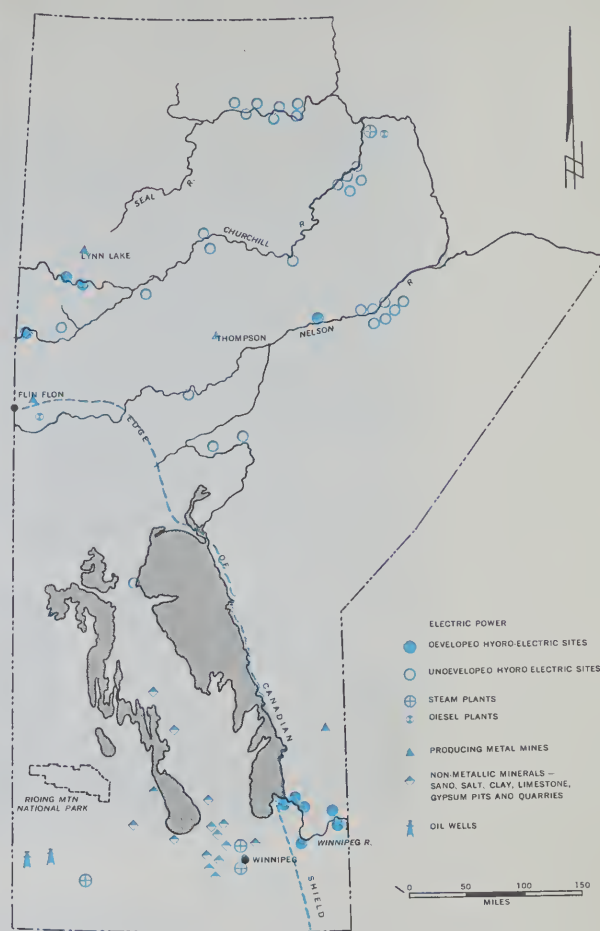 SEAL R.
CHURCHILL R
LYNN LAKE
R
THOMPSON
NELSON
FLIN FLON
EDGE
OF
CANADIAN
SHIELD
ELECTRIC POWER
DEVELOPED HYDRO-ELECTRIC SITES
UNDEVELOPED HYDRO ELECTRIC SITES
STEAM PLANTS
DIESEL PLANTS
PRODUCING METAL MINES
NON-METALLIC MINERALS –
SAND, SALT, CLAY, LIMESTONE,
GYPSUM PITS AND QUARRIES
OIL WELLS
RIDING MTN
NATIONAL PARK
WINNIPEG R.
WINNIPEG
0 50 100 150
MILES